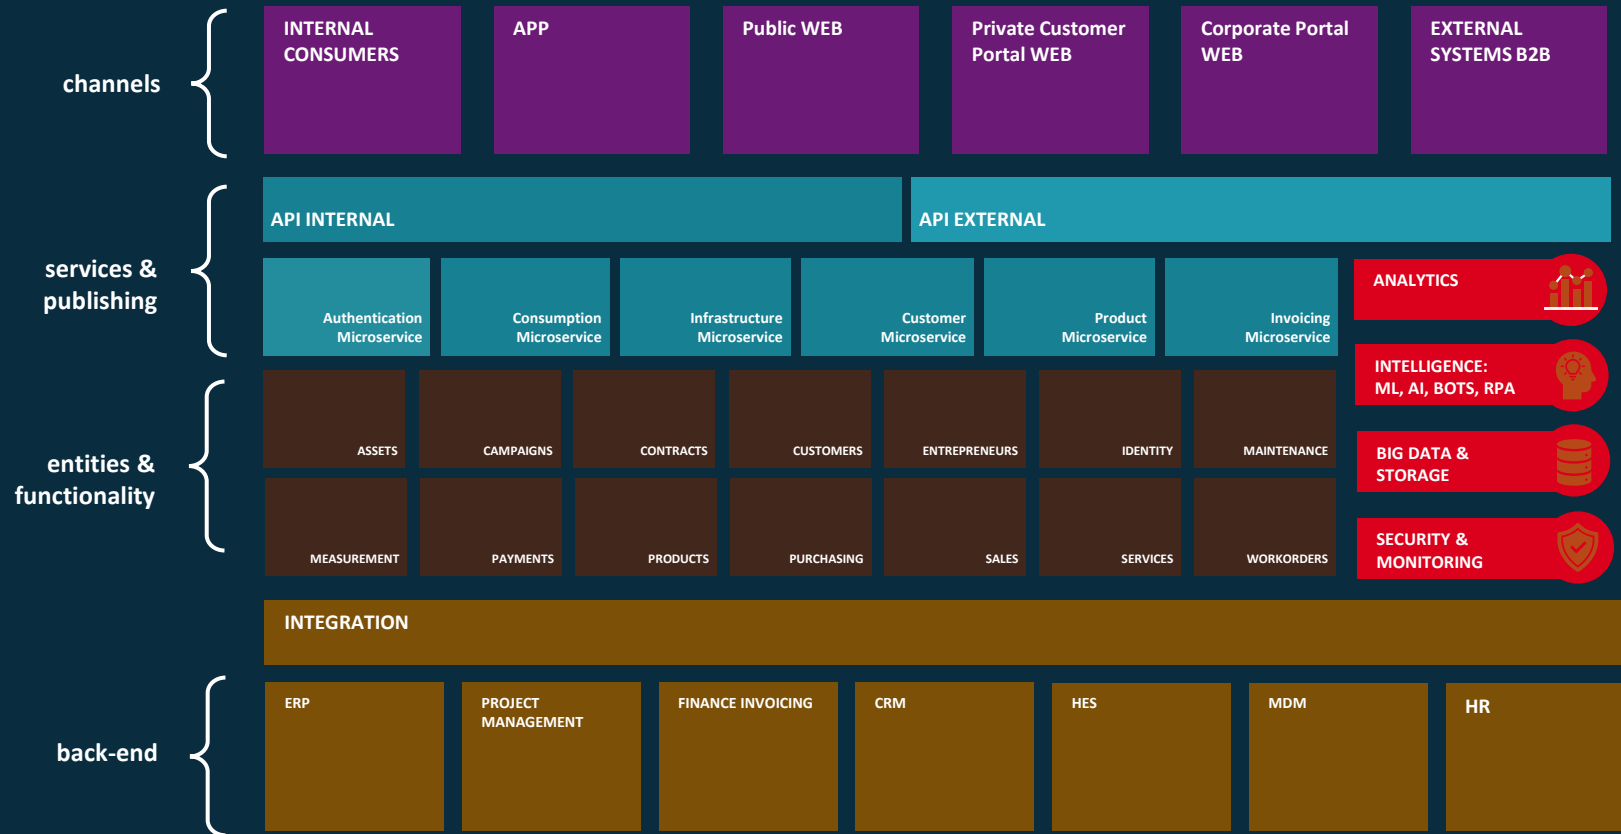 channels
INTERNAL
CONSUMERS
APP
Public WEB
Private Customer
Portal WEB
Corporate Portal
WEB
EXTERNAL
SYSTEMS B2B
services &
publishing
API INTERNAL
API EXTERNAL
Authentication
Microservice
Consumption
Microservice
Infrastructure
Microservice
Customer
Microservice
Product
Microservice
Invoicing
Microservice
ANALYTICS
INTELLIGENCE:
ML, AI, BOTS, RPA
BIG DATA &
STORAGE
SECURITY &
MONITORING
entities &
functionality
ASSETS
CAMPAIGNS
CONTRACTS
CUSTOMERS
ENTREPRENEURS
IDENTITY
MAINTENANCE
MEASUREMENT
PAYMENTS
PRODUCTS
PURCHASING
SALES
SERVICES
WORKORDERS
INTEGRATION
back-end
ERP
PROJECT
MANAGEMENT
FINANCE INVOICING
CRM
HES
MDM
HR